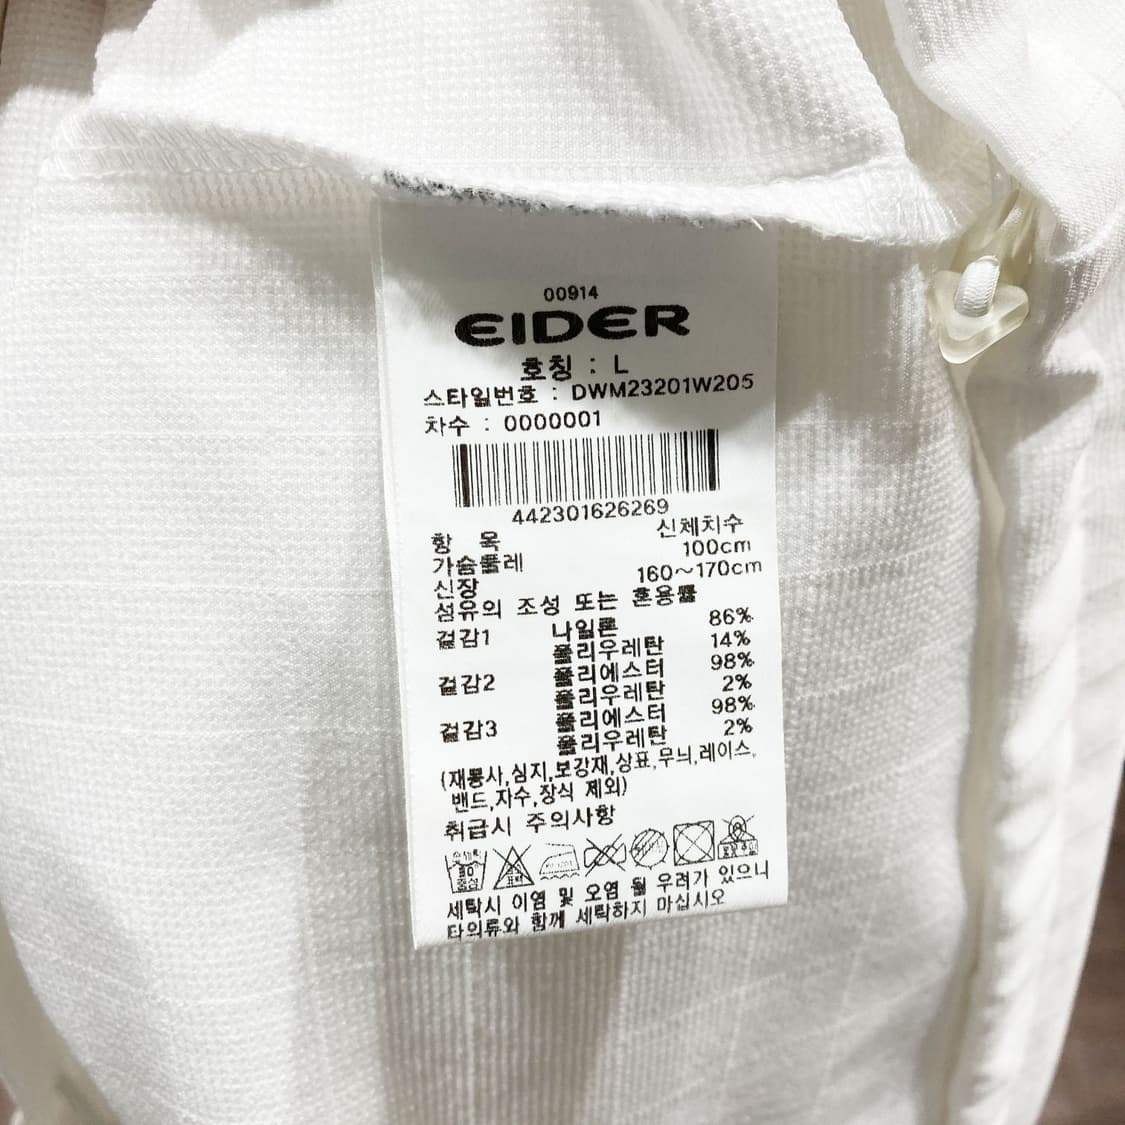 00914
EIDER
호칭 : L
스타일번호 : DWM23201W205
차수 : 0000001
442301626269
항 목 신체치수
가슴둘레 100cm
신장 160~170cm
섬유의 조성 또는 혼용률
겉감1 나일론 86%
폴리우레탄 14%
겉감2 폴리에스터 98%
폴리우레탄 2%
겉감3 폴리에스터 98%
폴리우레탄 2%
(재봉사,심지,보강재,상표,무늬,레이스,
밴드,자수,장식 제외)
취급시 주의사항
30° 중성
표백
세탁시 이염 및 오염 될 우려가 있으니
타의류와 함께 세탁하지 마십시오